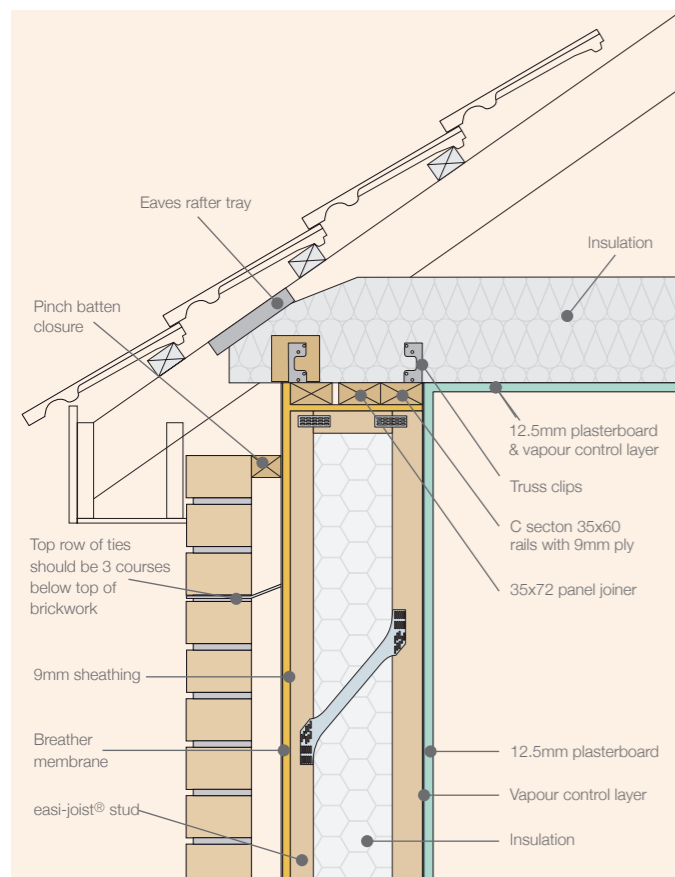 Eaves rafter tray
Insulation
Pinch batten
closure
12.5mm plasterboard
& vapour control layer
Truss clips
C secton 35x60
rails with 9mm ply
Top row of ties
should be 3 courses
below top of
brickwork
35x72 panel joiner
9mm sheathing
Breather
membrane
12.5mm plasterboard
Vapour control layer
easi-joist® stud
Insulation